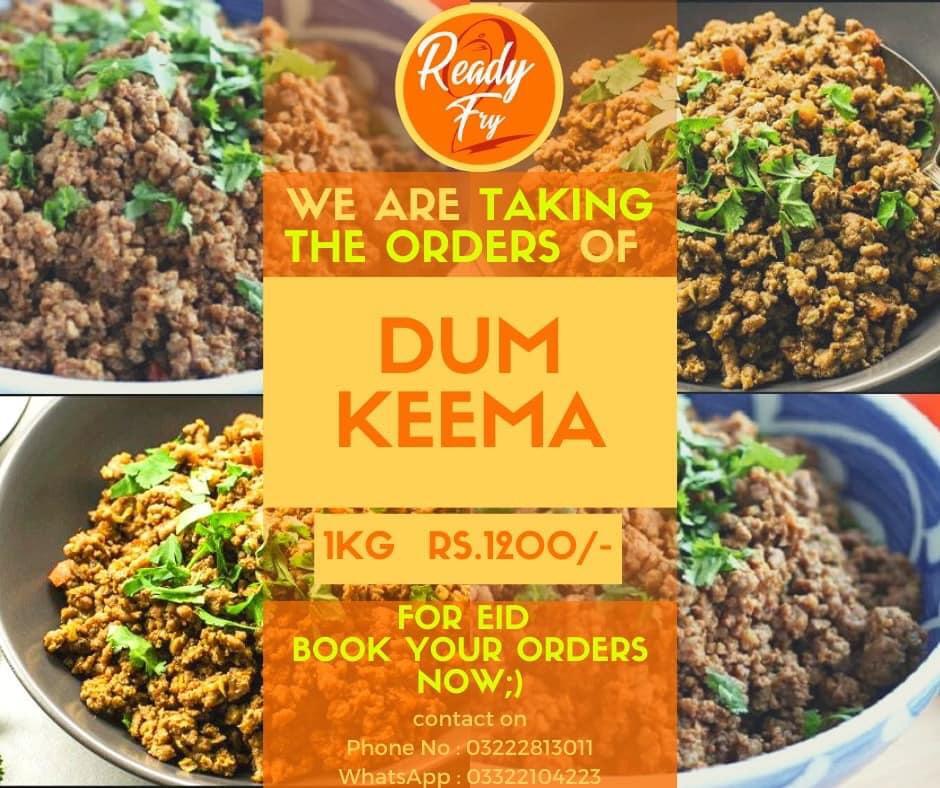 Ready
Fry
WE ARE TAKING
THE ORDERS OF
DUM
KEEMA
1KG RS.1200/-
FOR EID
BOOK YOUR ORDERS
NOW;)
contact on
Phone No : 03222813011
WhatsApp : 03322104223